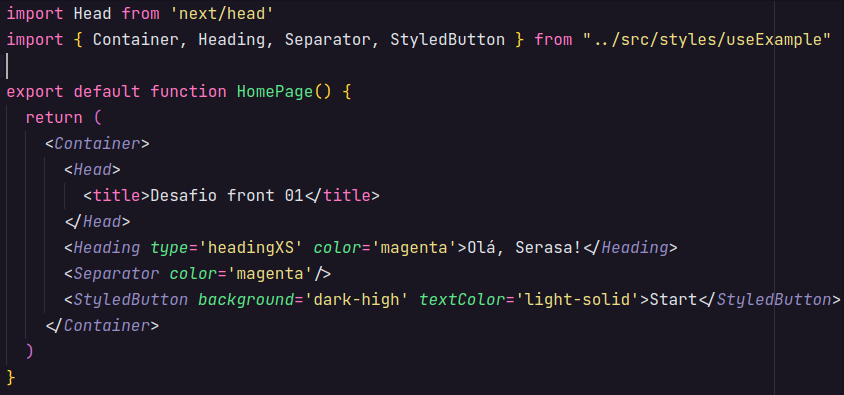 import Head from 'next/head'
import { Container, Heading, Separator, StyledButton } from "../src/styles/useExample"
export default function HomePage() {
return (
<Container>
<Head>
<title>Desafio front 01</title>
</Head>
<Heading type='headingXS' color='magenta'>Olá, Serasa!</Heading>
<Separator color='magenta'/>
<StyledButton background='dark-high' textColor='light-solid'>Start</StyledButton>
</Container>
)
}